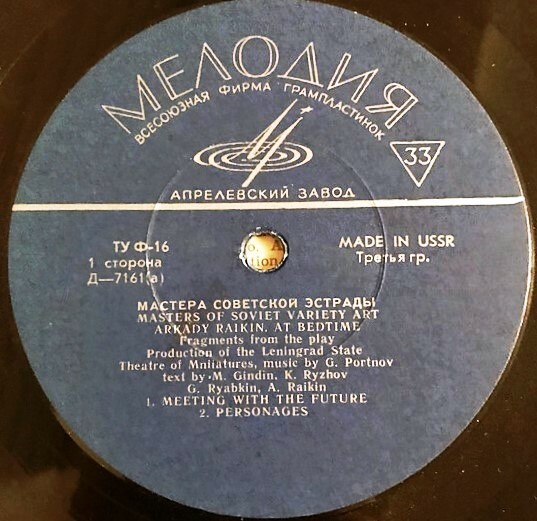 МЕЛОДИЯ
ВСЕСОЮЗНАЯ ФИРМА ГРАМПЛАСТИНОК
33
АПРЕЛЕВСКИЙ ЗАВОД
ТУ Ф-16
MADE IN USSR
1 сторона
Третья гр.
Д—7161(а)
МАСТЕРА СОВЕТСКОЙ ЭСТРАДЫ
MASTERS OF SOVIET VARIETY ART
ARKADY RAIKIN. AT BEDTIME
Fragments from the play
Production of the Leningrad State
Theatre of Mniiatures, music by G. Portnov
text by M. Gindin, K. Ryzhov
G. Ryabkin, A. Raikin
1. MEETING WITH THE FUTURE
2. PERSONAGES